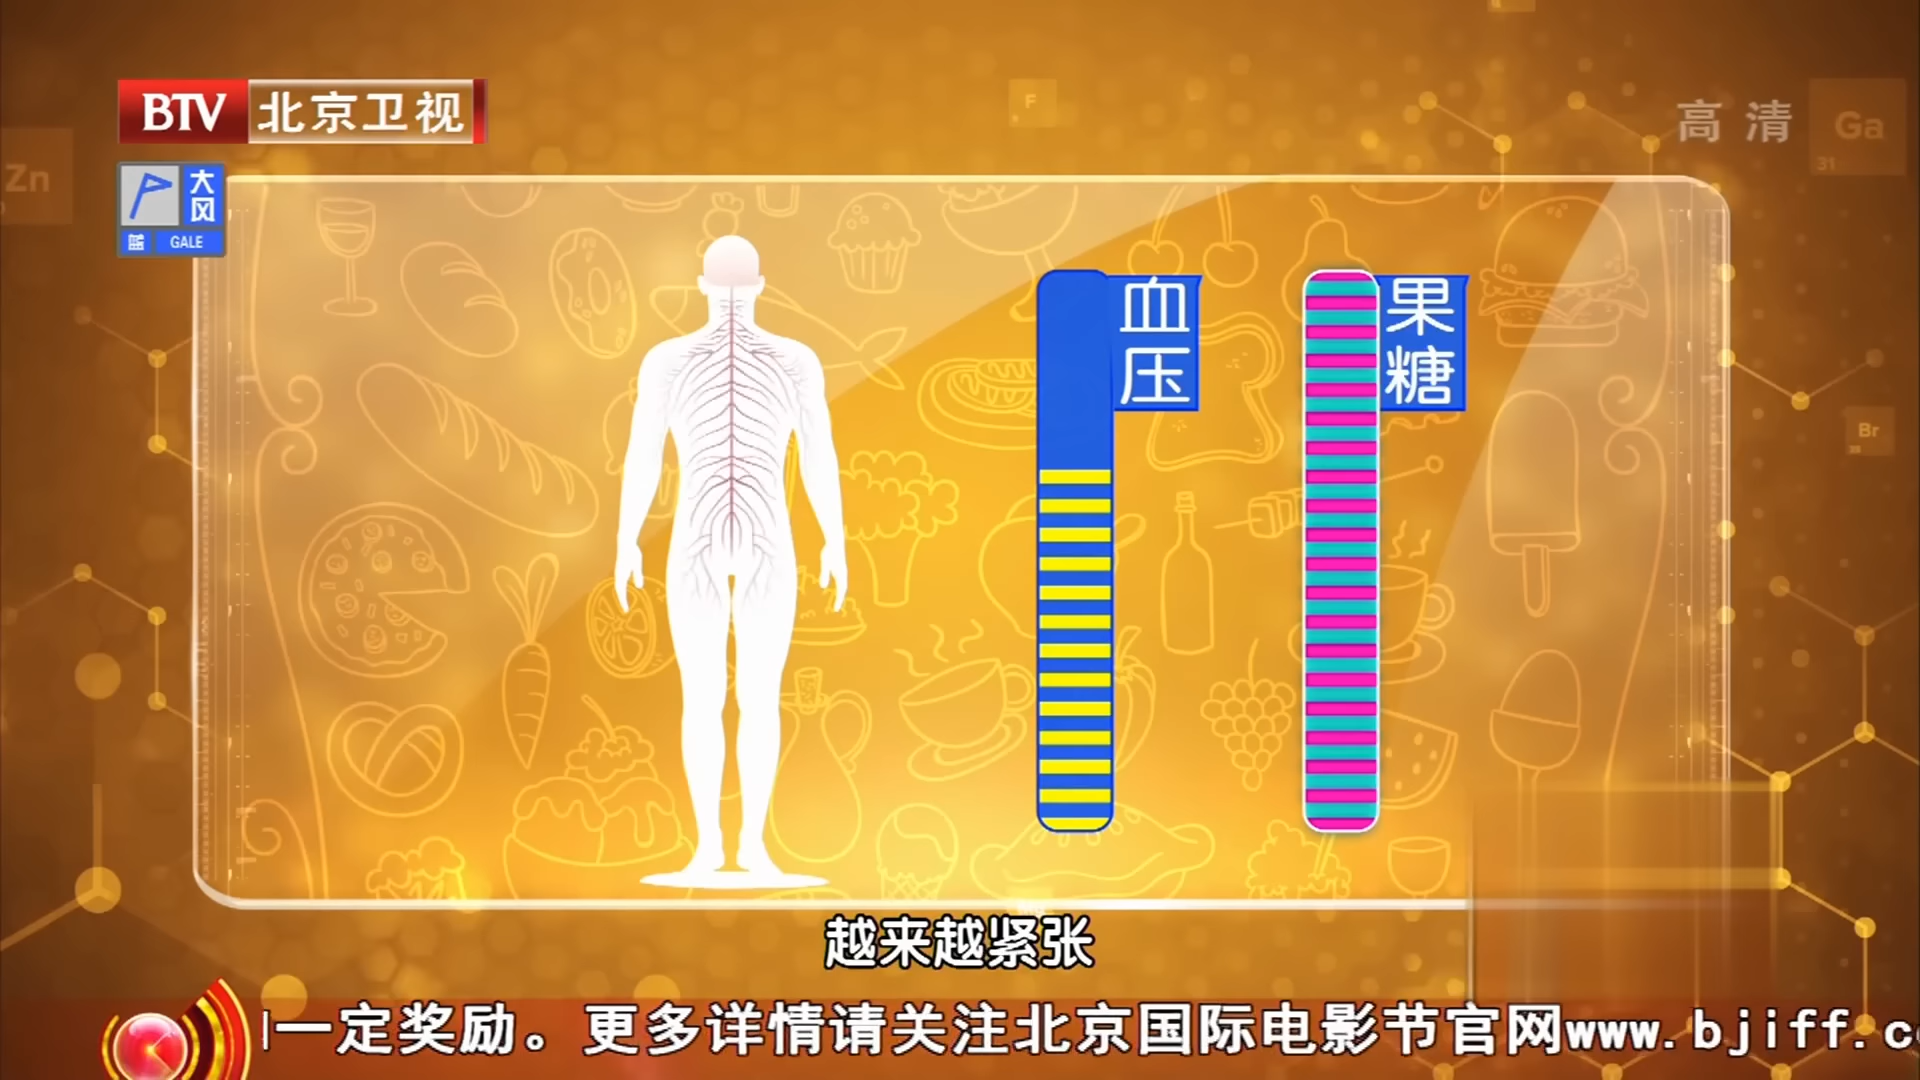 BTV 北京卫视
高清
Zn
F
Ga
31
大风
蓝 GALE
血压
果糖
Br
越来越紧张
一定奖励。更多详情请关注北京国际电影节官网www.bjiff.c